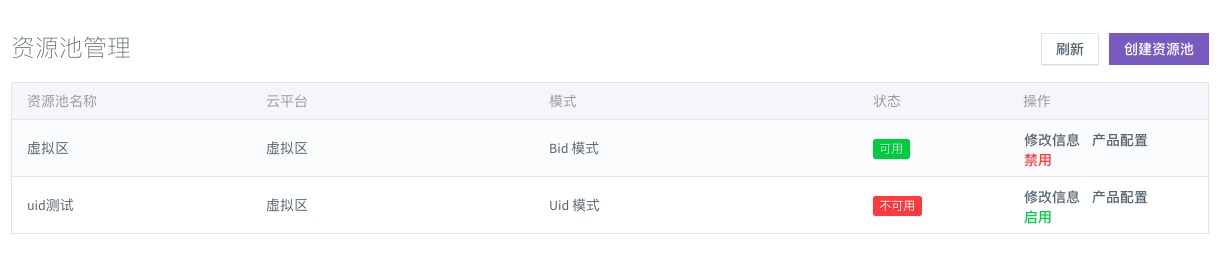 资源池管理
刷新 创建资源池
资源池名称 云平台 模式 状态 操作
虚拟区 虚拟区 Bid 模式 可用 修改信息 产品配置
禁用
uid测试 虚拟区 Uid 模式 不可用 修改信息 产品配置
启用